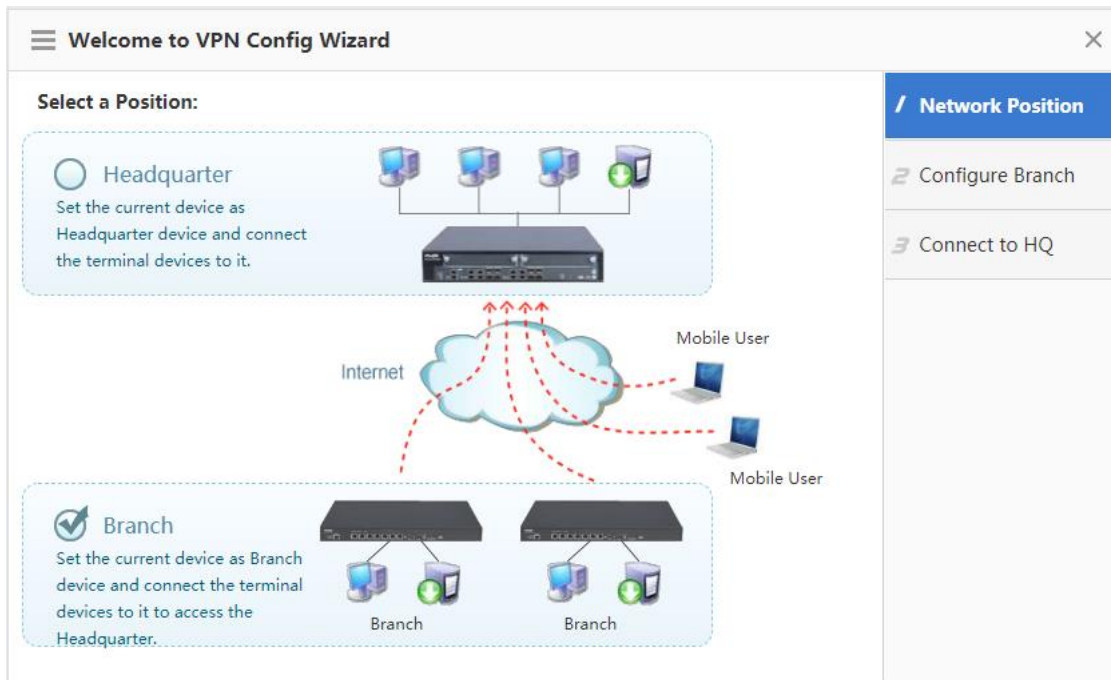 Welcome to VPN Config Wizard
Select a Position:
Headquarter
Set the current device as
Headquarter device and connect
the terminal devices to it.
Internet
Mobile User
Mobile User
Branch
Set the current device as Branch
device and connect the terminal
devices to it to access the
Headquarter.
Branch
Branch
1 Network Position
2 Configure Branch
3 Connect to HQ